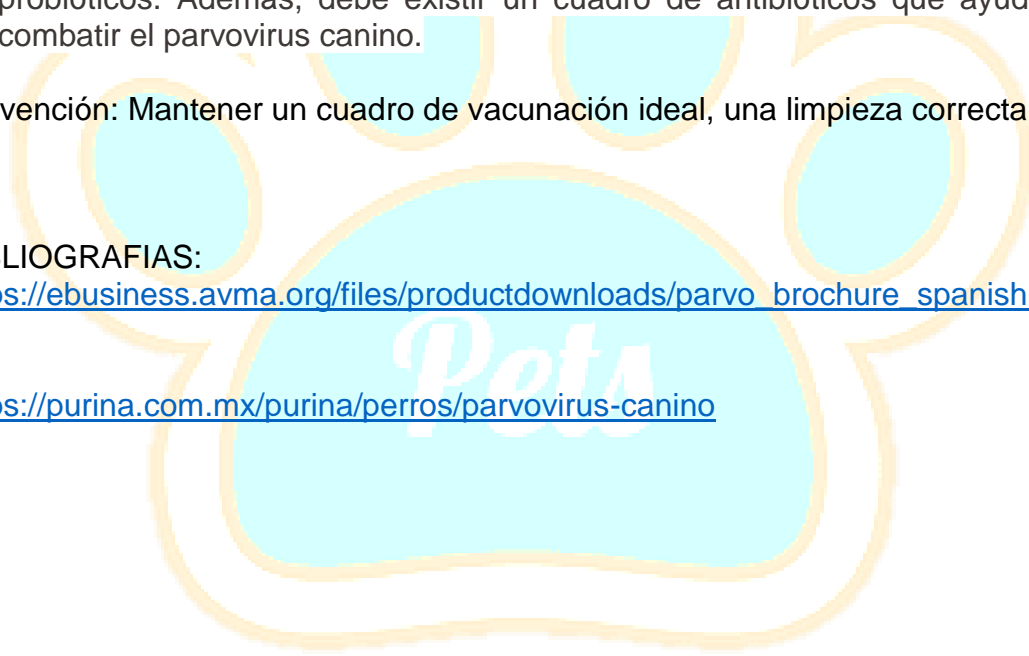 probióticos. Además, debe existir un cuadro de antibióticos que ayud
combatir el parvovirus canino.
vención: Mantener un cuadro de vacunación ideal, una limpieza correcta
LIOGRAFIAS:
s://ebusiness.avma.org/files/productdownloads/parvo_brochure_spanish
Pets
s://purina.com.mx/purina/perros/parvovirus-canino